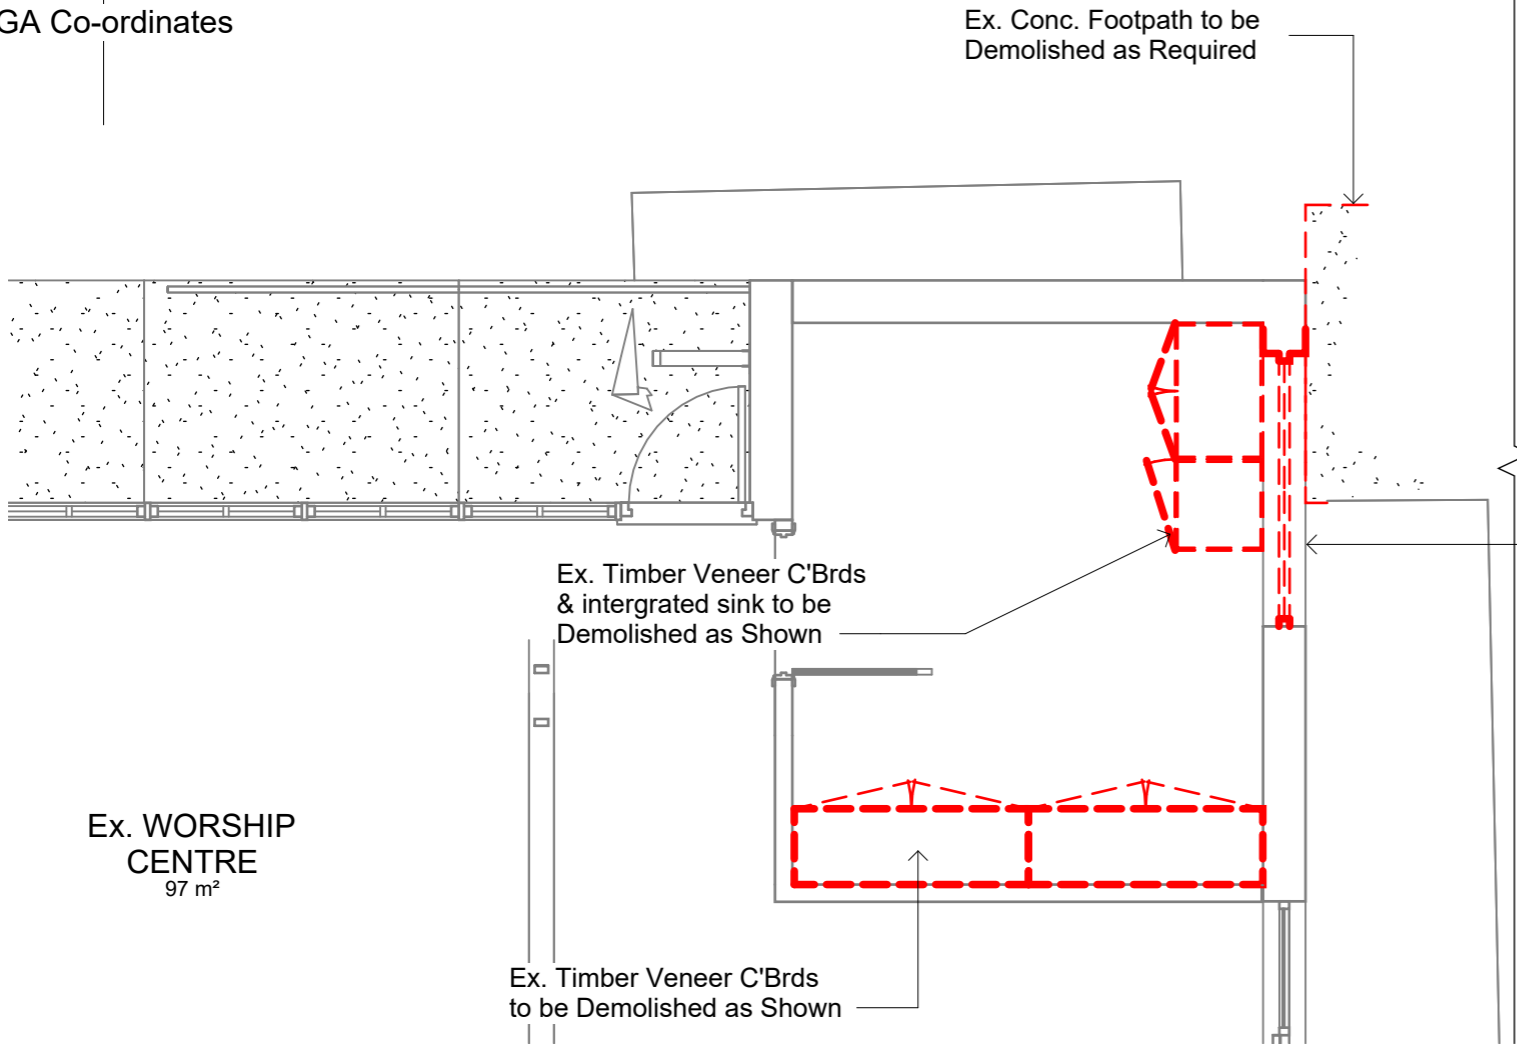 GA Co-ordinates
Ex. Conc. Footpath to be
Demolished as Required
Ex. Timber Veneer C'Brds
& intergrated sink to be
Demolished as Shown
Ex. WORSHIP
CENTRE
97 m²
Ex. Timber Veneer C'Brds
to be Demolished as Shown